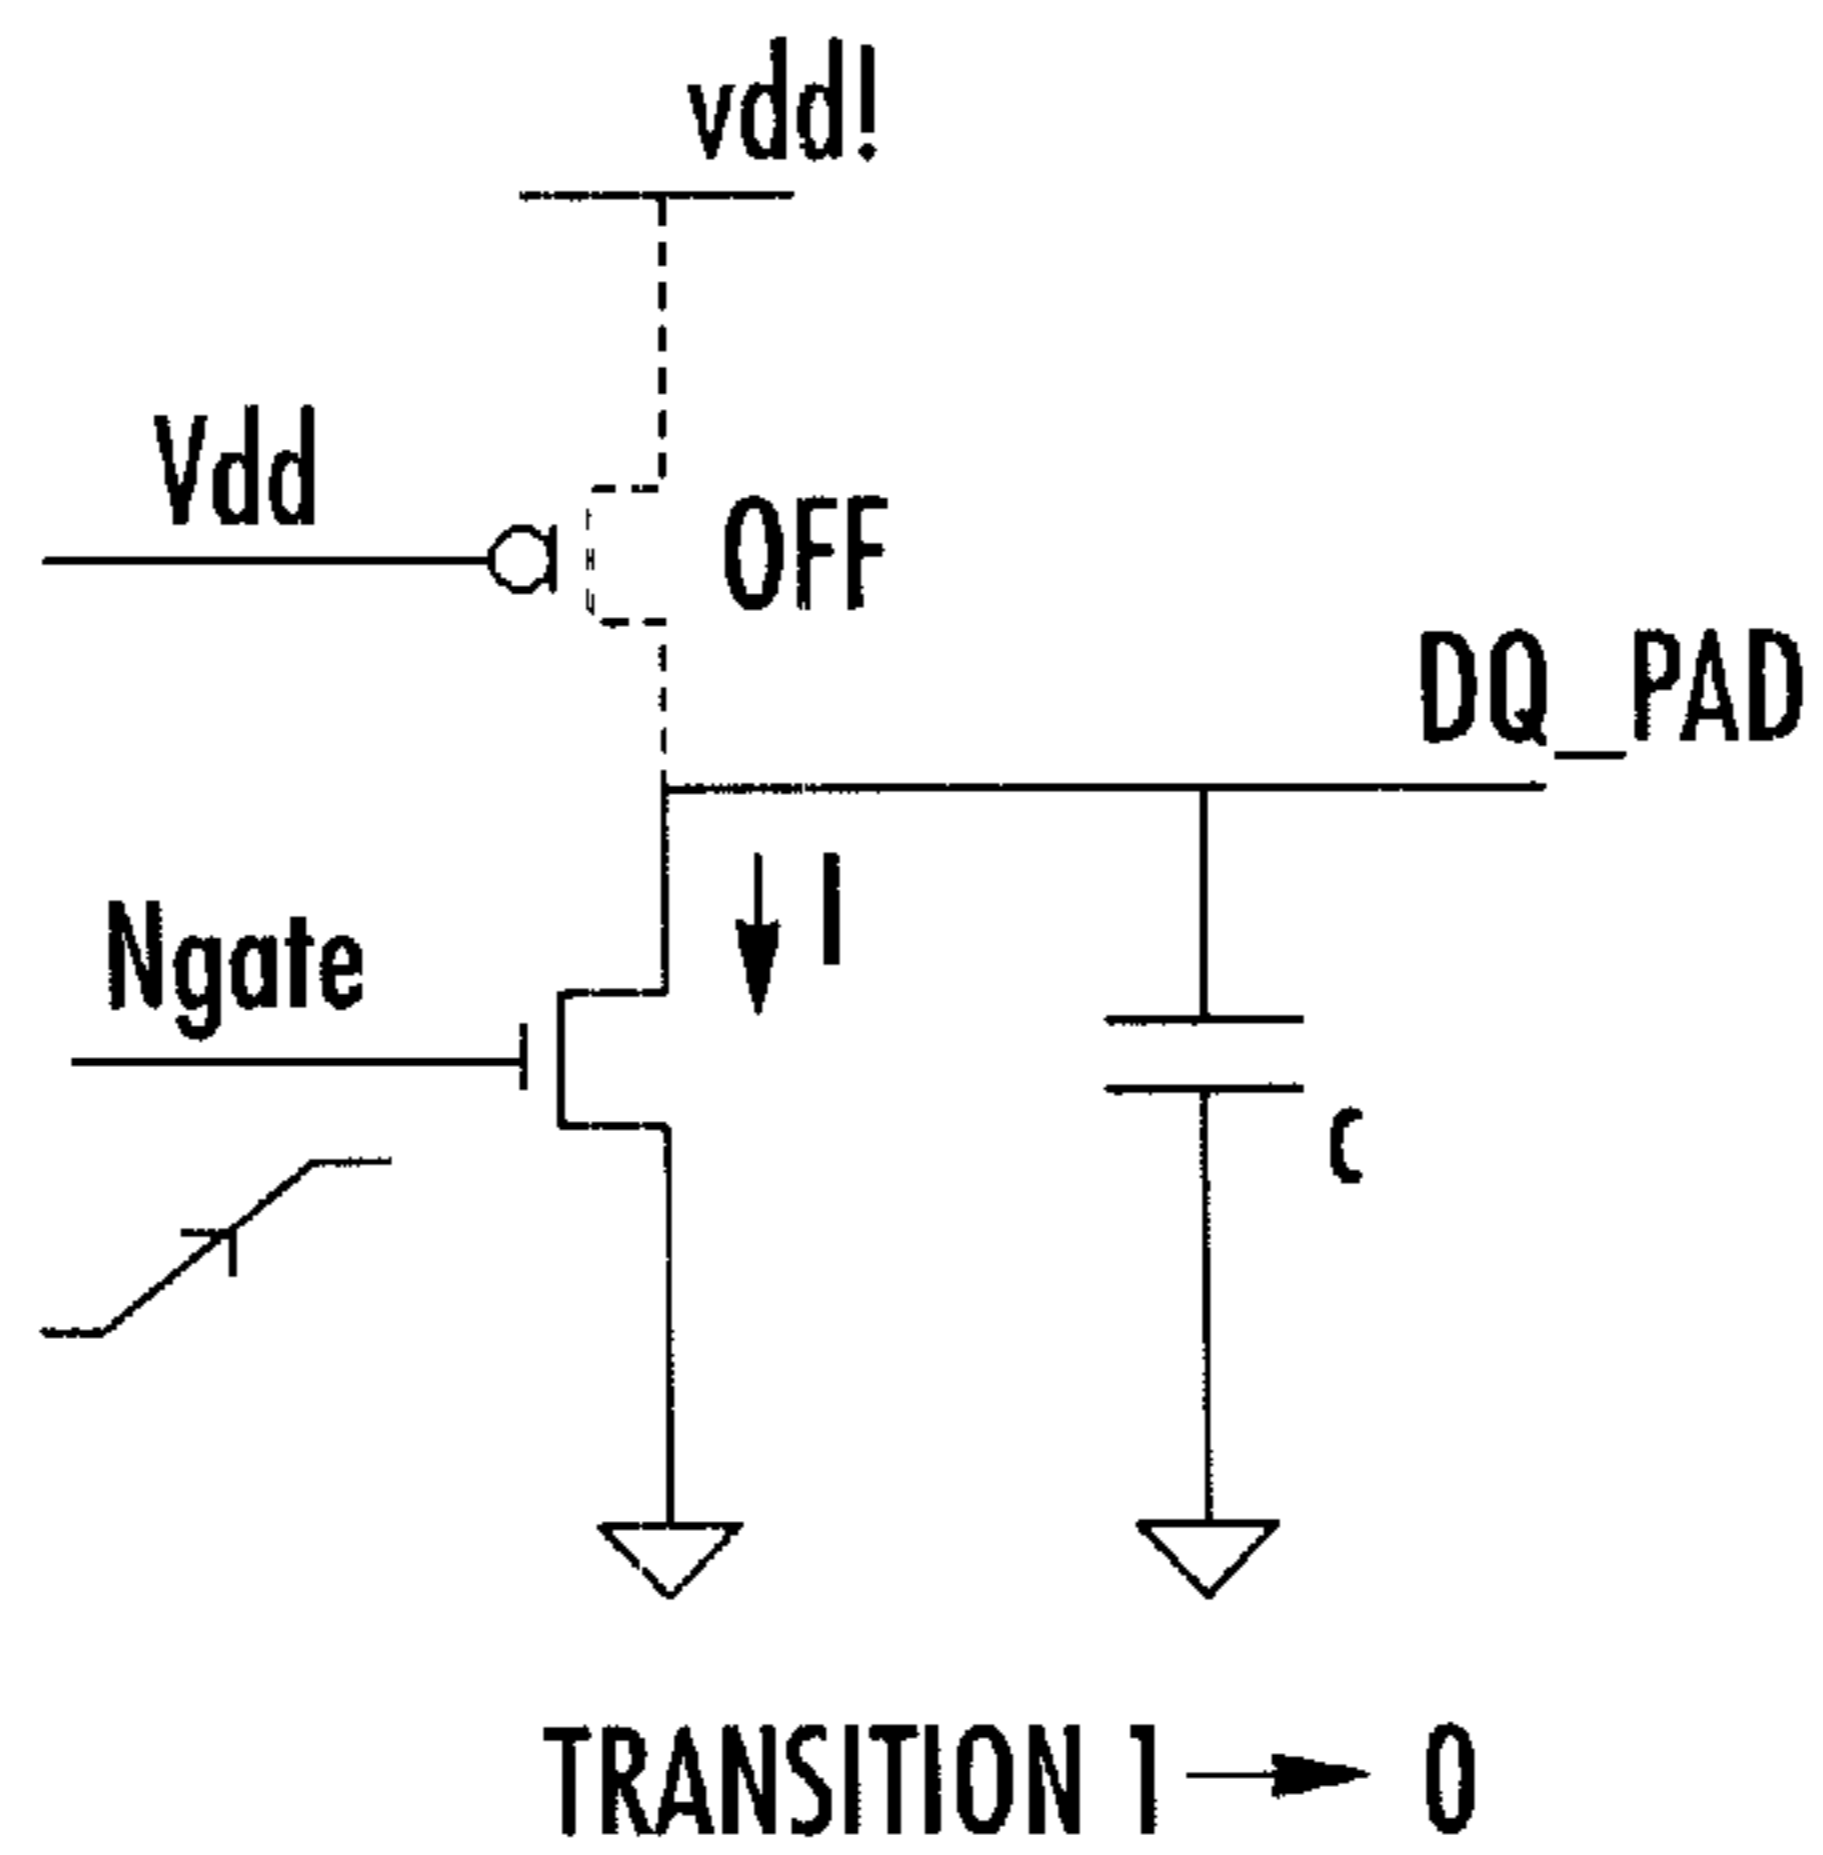 vdd!
Vdd
OFF
DQ_PAD
Ngate
I
C
TRANSITION 1 → 0